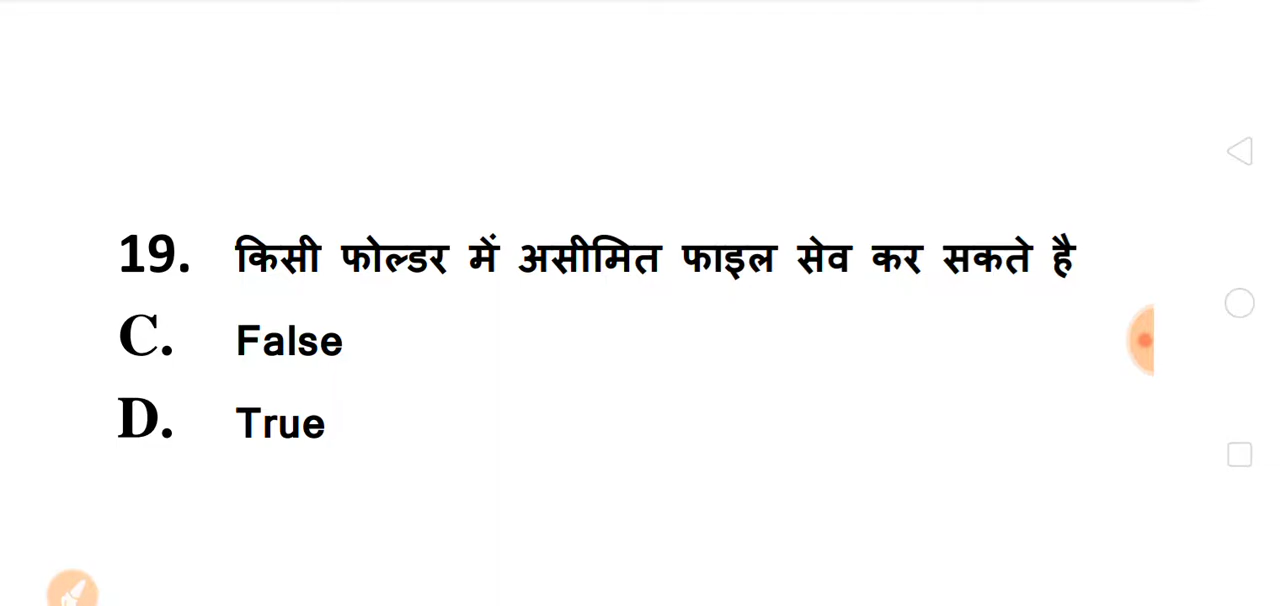 19. किसी फोल्डर में असीमित फाइल सेव कर सकते है
C. False
D. True